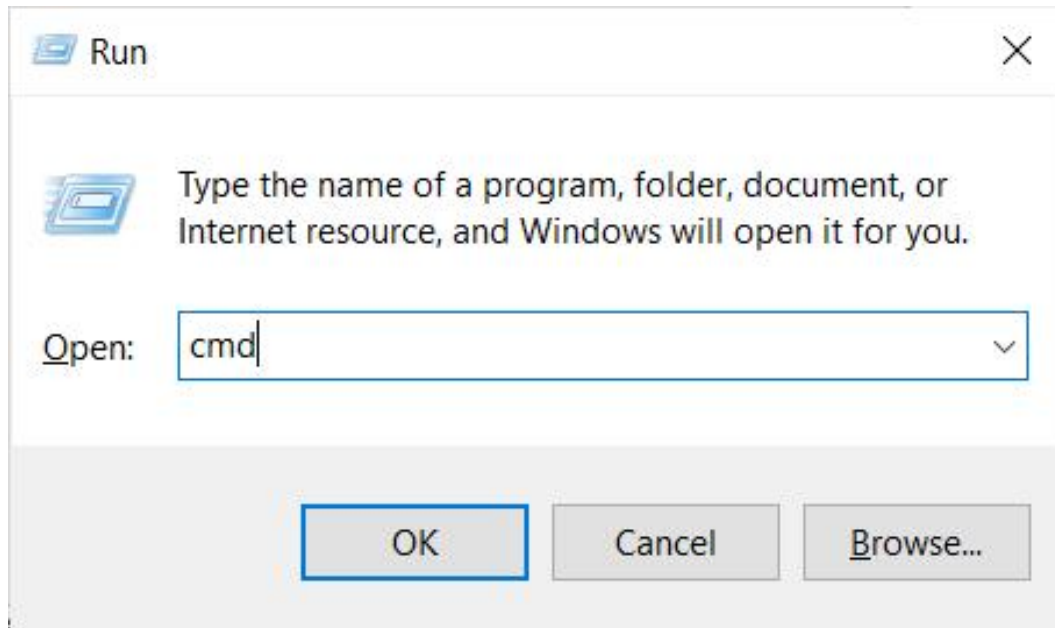 Run
Type the name of a program, folder, document, or
Internet resource, and Windows will open it for you.
Open: cmd
OK Cancel Browse...